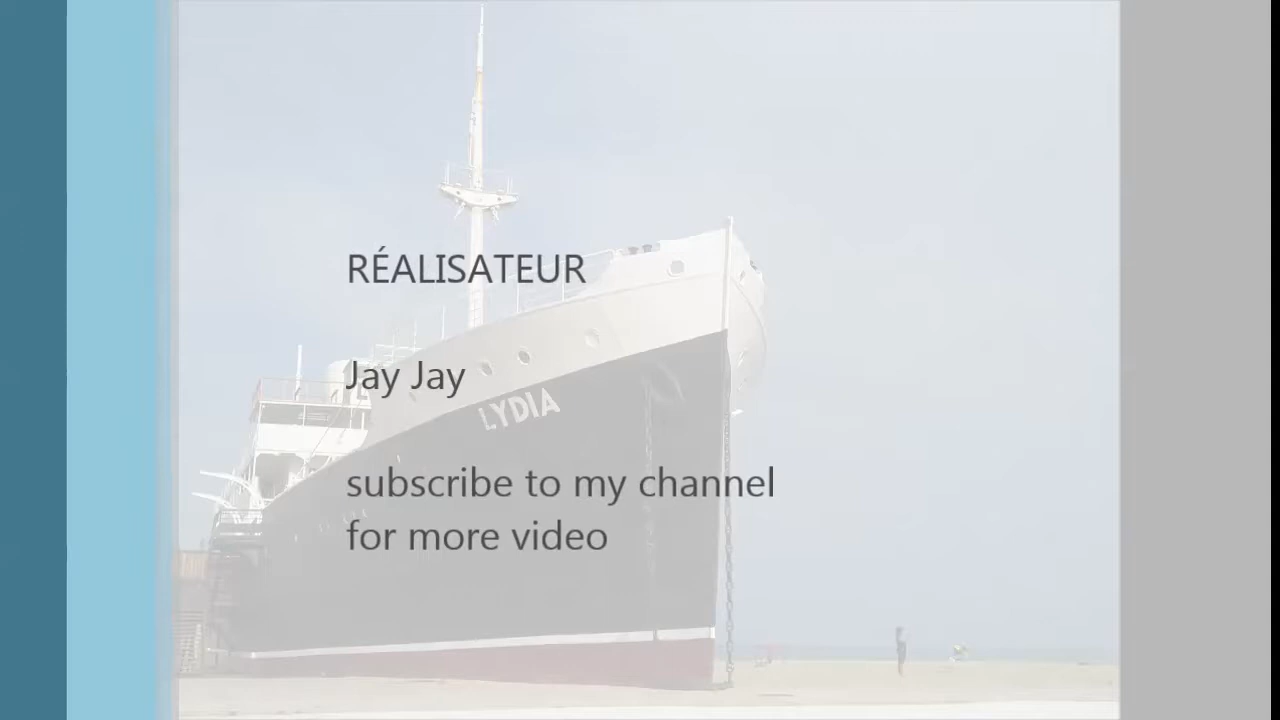 RÉALISATEUR
Jay Jay
LYDIA
subscribe to my channel
for more video